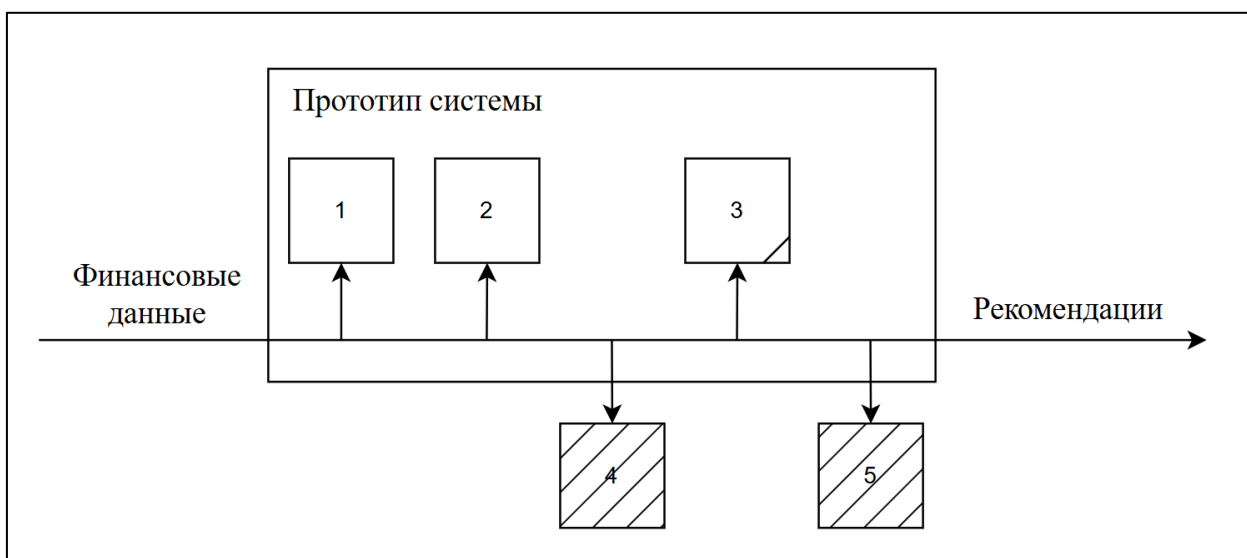 Прототип системы
1
2
3
Финансовые
данные
Рекомендации
4
5